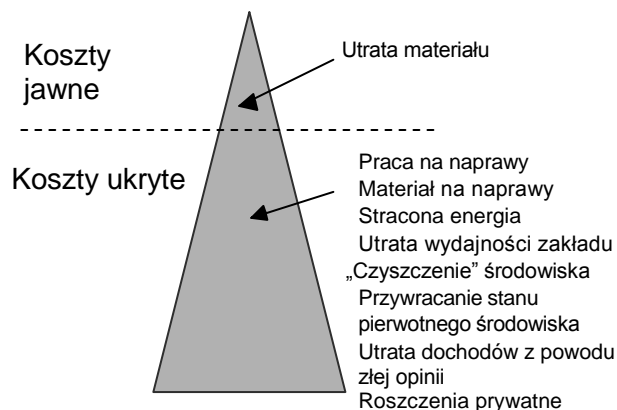 Koszty
jawne
Utrata materiału
Koszty ukryte
Praca na naprawy
Materiał na naprawy
Stracona energia
Utrata wydajności zakładu
„Czyszczenie” środowiska
Przywracanie stanu
pierwotnego środowiska
Utrata dochodów z powodu
złej opinii
Roszczenia prywatne